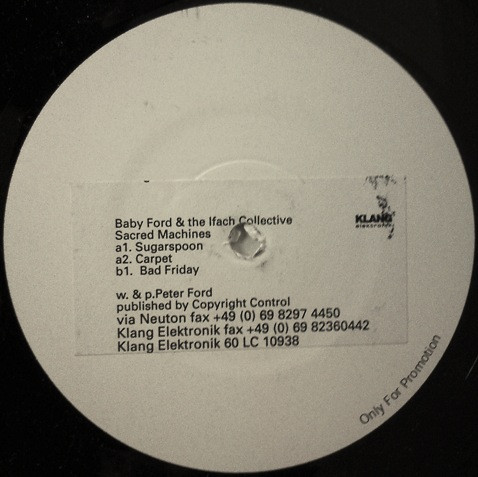 Baby Ford & the Ifach Collective
Sacred Machines
a1. Sugarspoon
a2. Carpet
b1. Bad Friday
w. & p.Peter Ford
published by Copyright Control
via Neuton fax +49 (0) 69 8297 4450
Klang Elektronik fax +49 (0) 69 82360442
Klang Elektronik 60 LC 10938
KLANG
elektronik
Only For Promotion